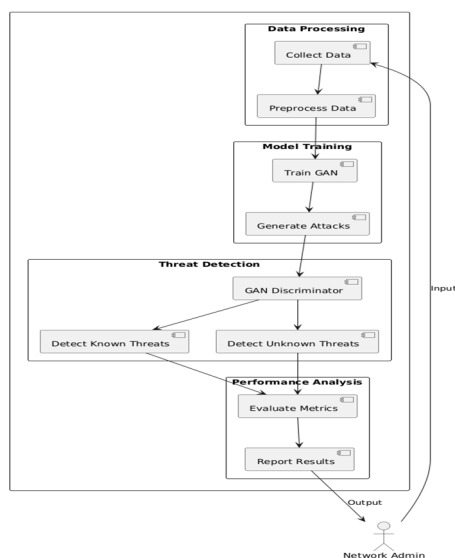 Data Processing
Collect Data
Preprocess Data
Model Training
Train GAN
Generate Attacks
Threat Detection
GAN Discriminator
Input
Detect Known Threats
Detect Unknown Threats
Performance Analysis
Evaluate Metrics
Report Results
Output
Network Admin